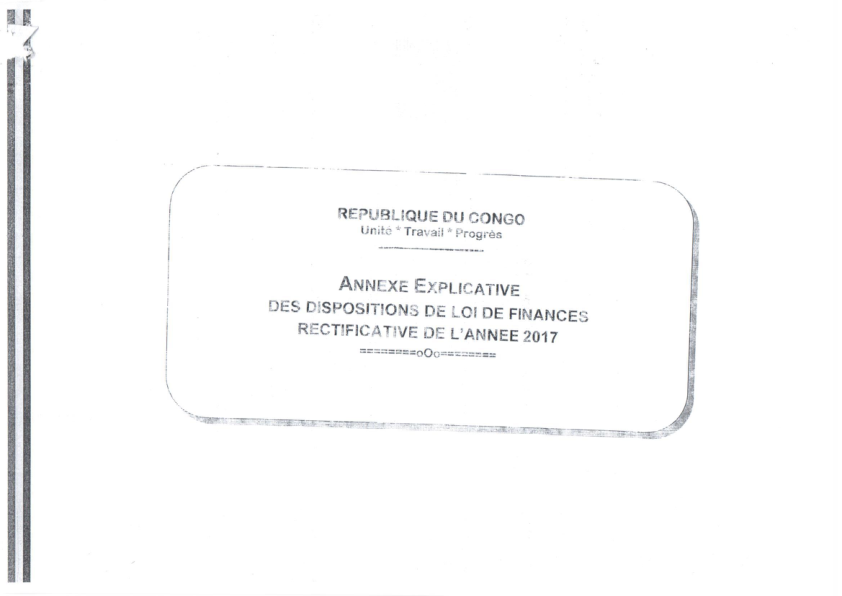 REPUBLIQUE DU CONGO
Unité * Travail * Progrès
ANNEXE EXPLICATIVE
DES DISPOSITIONS DE LOI DE FINANCES
RECTIFICATIVE DE L'ANNEE 2017
========oOo========